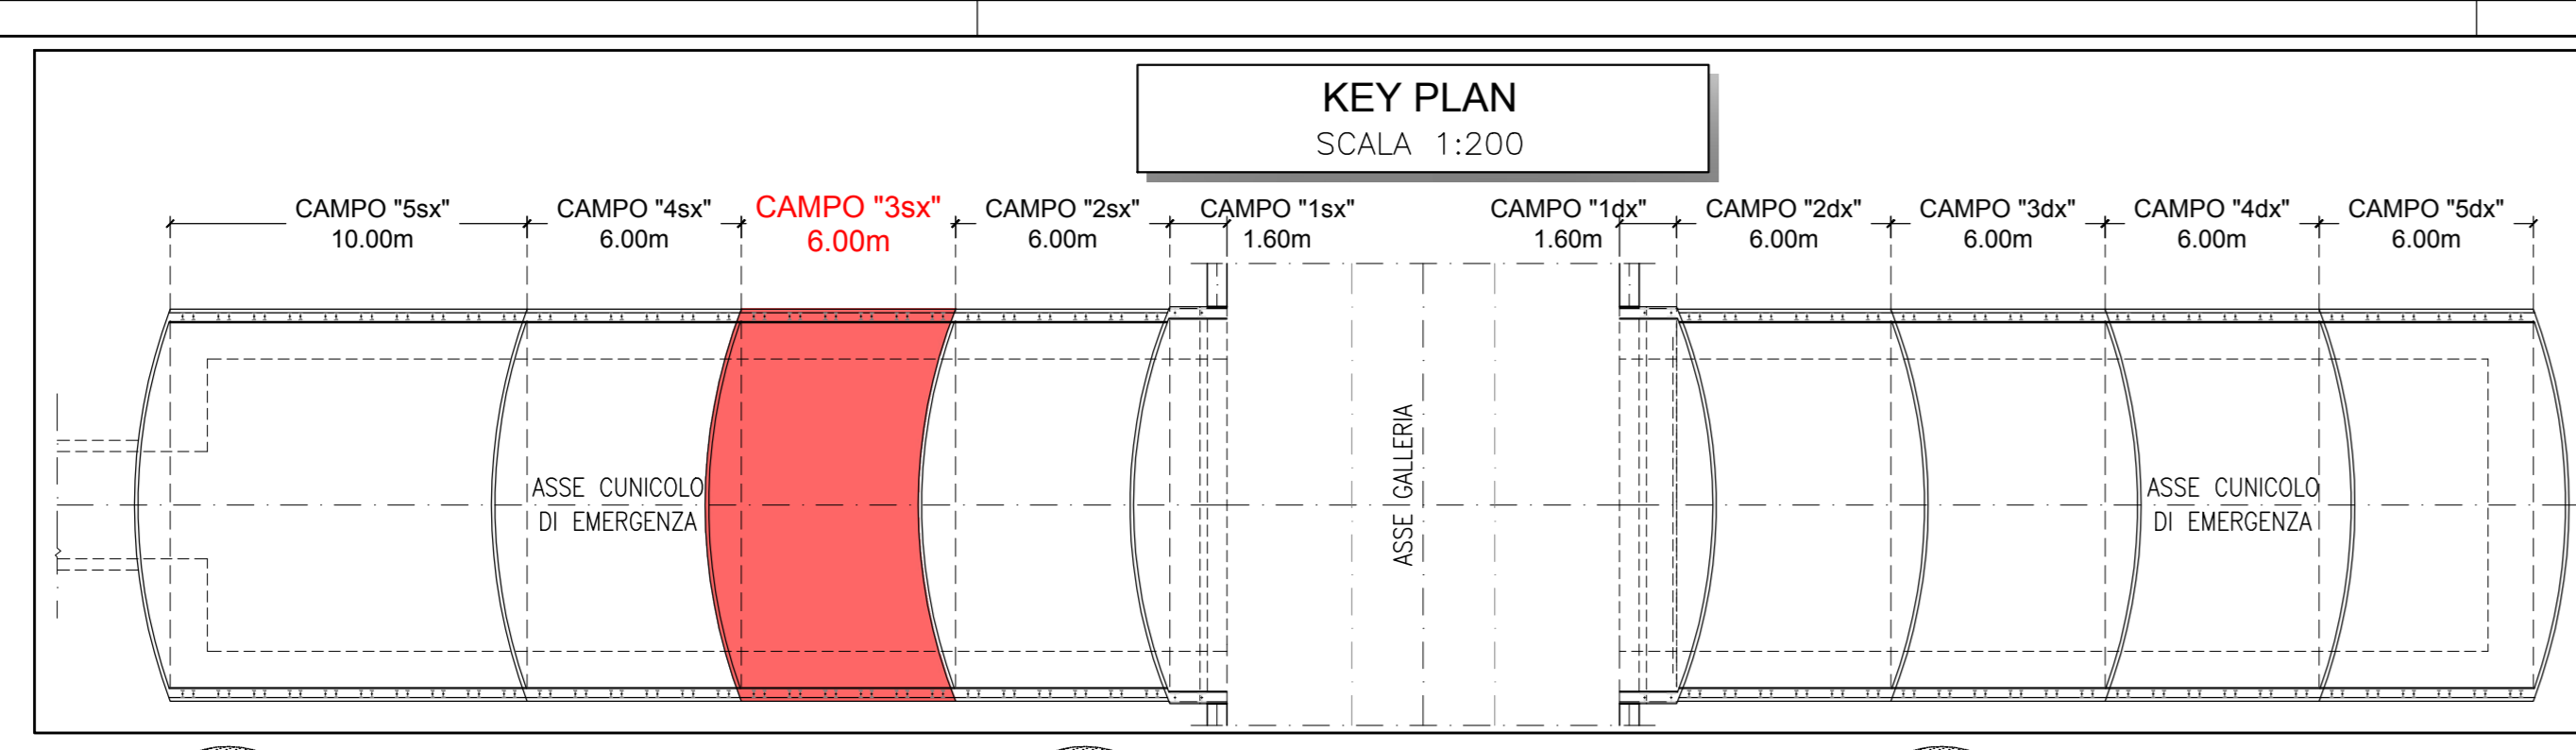 KEY PLAN
SCALA 1:200
CAMPO "5sx"
10.00m
CAMPO "4sx"
6.00m
CAMPO "3sx"
6.00m
CAMPO "2sx"
6.00m
CAMPO "1sx"
1.60m
CAMPO "1dx"
1.60m
CAMPO "2dx"
6.00m
CAMPO "3dx"
6.00m
CAMPO "4dx"
6.00m
CAMPO "5dx"
6.00m
ASSE CUNICOLO
DI EMERGENZA
ASSE GALLERIA
ASSE CUNICOLO
DI EMERGENZA